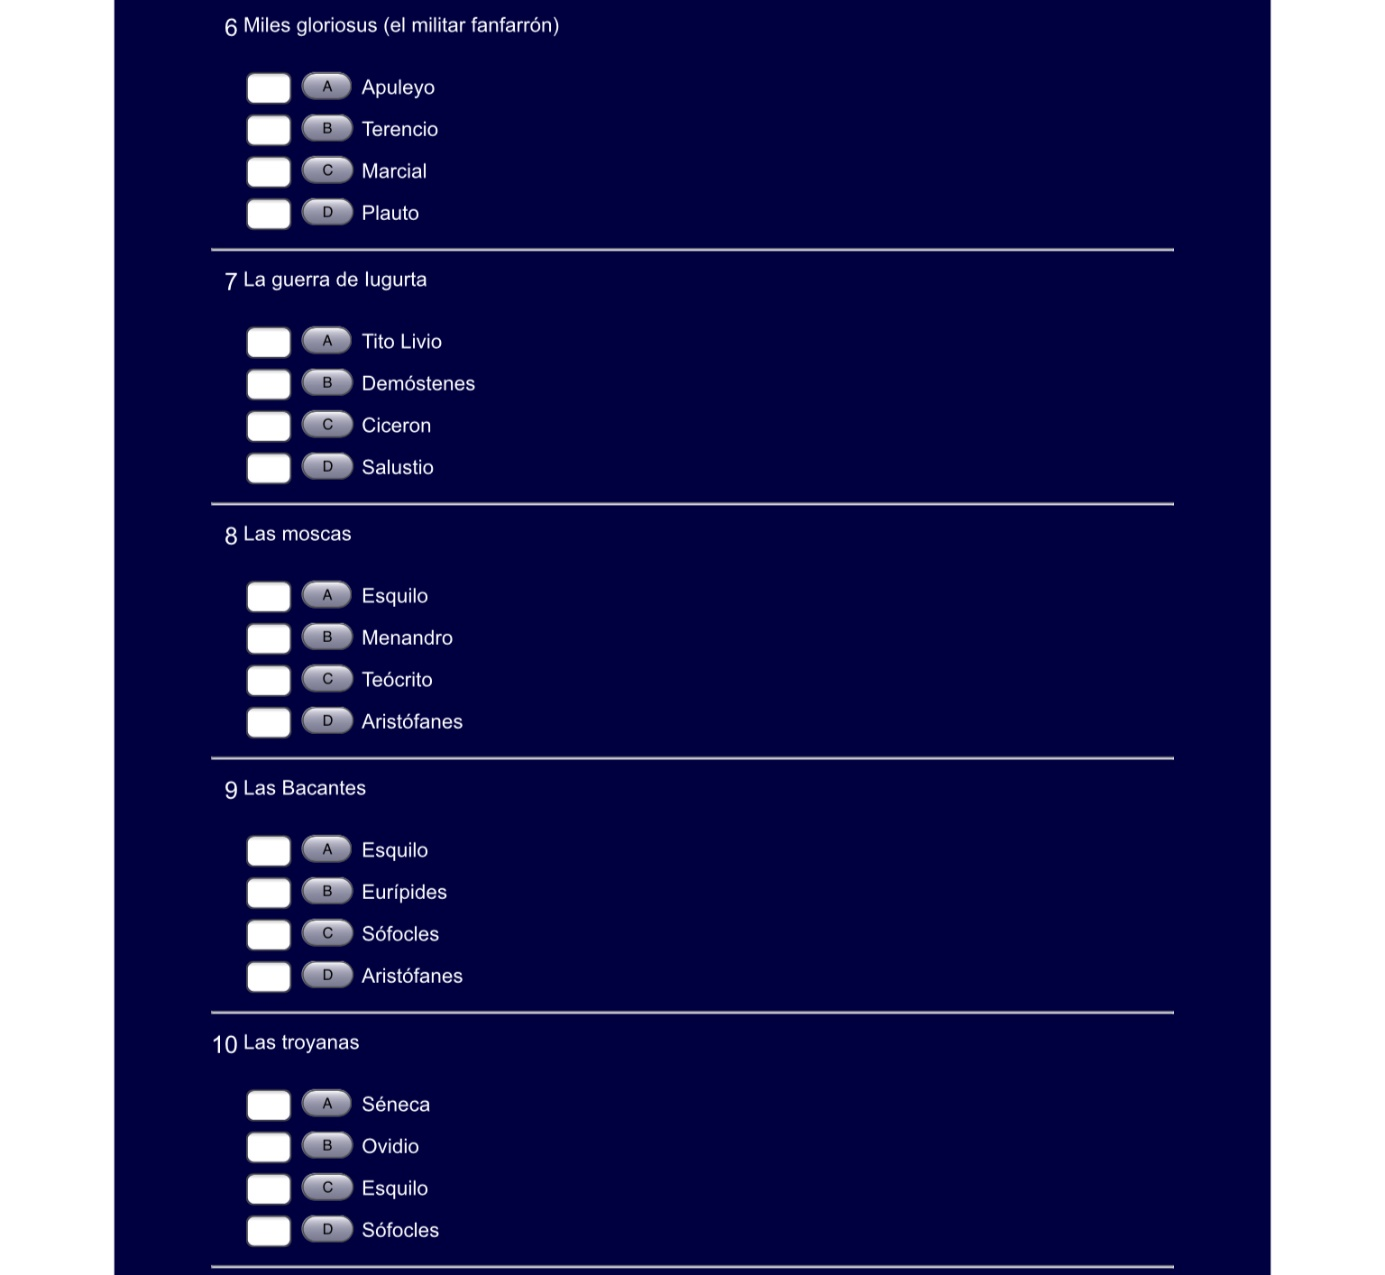 6 Miles gloriosus (el militar fanfarrón)
A Apuleyo
B Terencio
C Marcial
D Plauto
7 La guerra de Iugurta
A Tito Livio
B Demóstenes
C Ciceron
D Salustio
8 Las moscas
A Esquilo
B Menandro
C Teócrito
D Aristófanes
9 Las Bacantes
A Esquilo
B Eurípides
C Sófocles
D Aristófanes
10 Las troyanas
A Séneca
B Ovidio
C Esquilo
D Sófocles